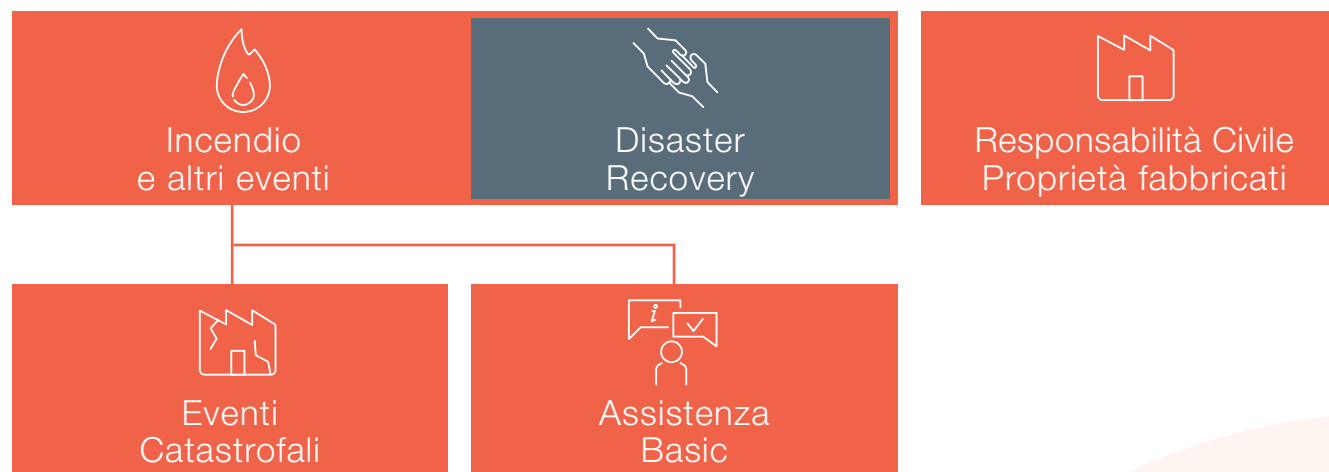 Incendio
e altri eventi
Disaster
Recovery
Responsabilità Civile
Proprietà fabbricati
Eventi
Catastrofali
i
Assistenza
Basic